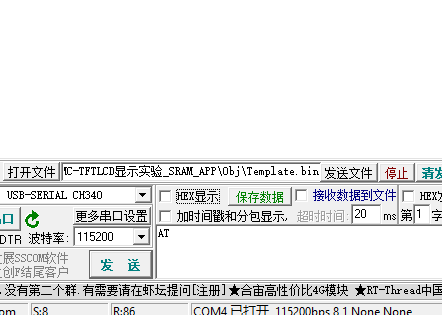 打开文件 MC-TFTLCD显示实验_SRAM_APP\Obj\Template.bin 发送文件 停止
USB-SERIAL CH340 HEX显示 保存数据 接收数据到文件 HEX
更多串口设置 加时间戳和分包显示, 超时时间: 20 ms 第 1 字
DTR 波特率: 115200 AT
展SSCOM软件
创F结尾客户
发 送
没有第二个群.有需要请在虾坛提问[注册] ★合宙高性价比4G模块 ★RT-Thread中国
S:8 R:86 COM4 已打开 115200bps,8,1,None,None